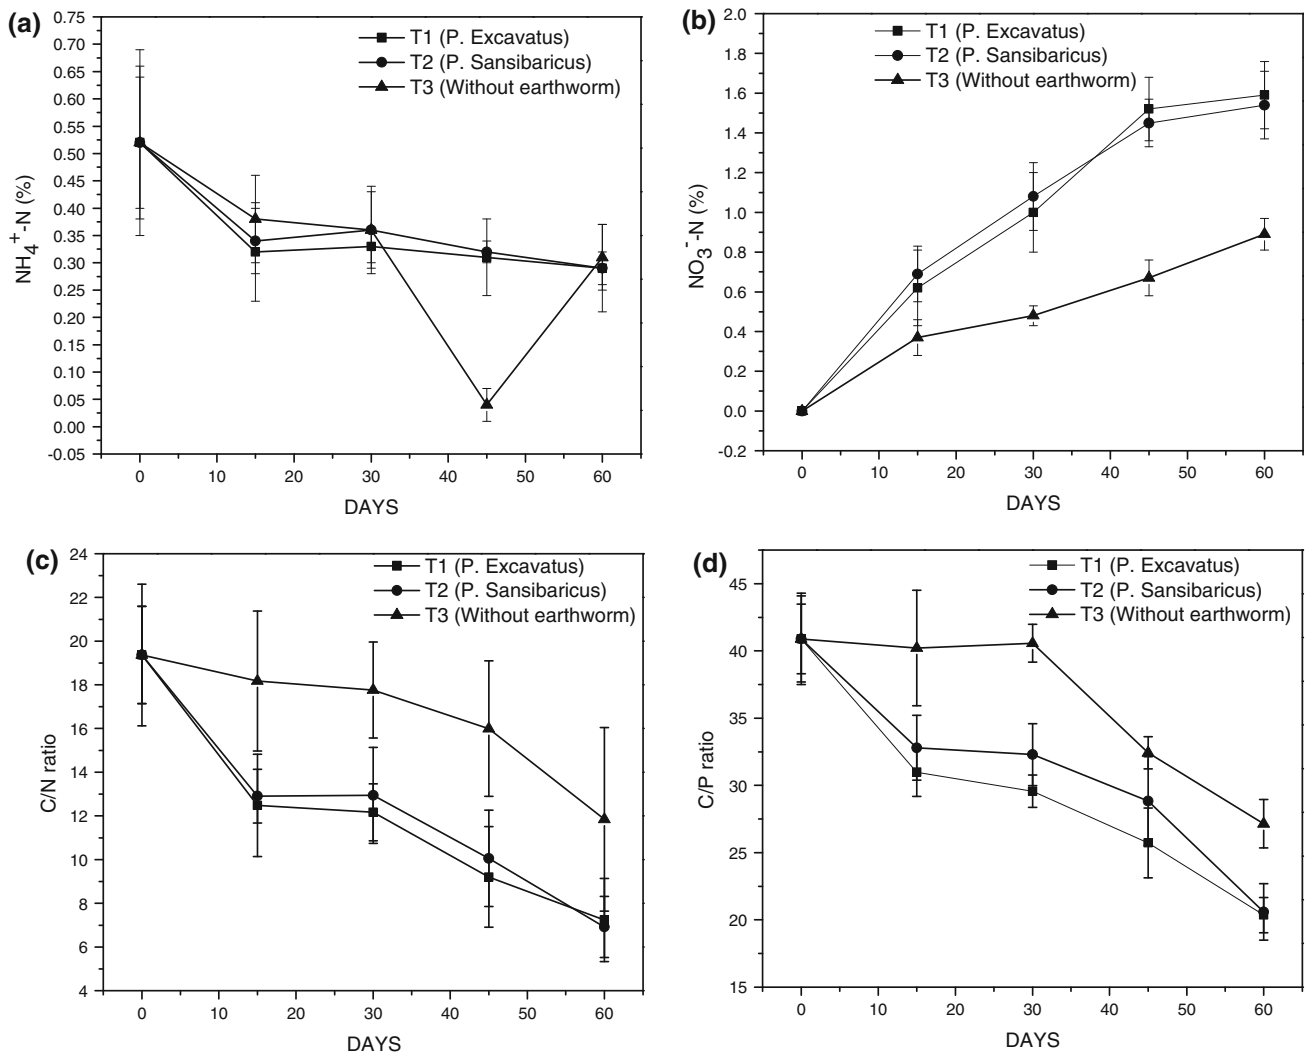 (a)
0.75
0.70
0.65
0.60
0.55
0.50
0.45
0.40
0.35
0.30
0.25
0.20
0.15
0.10
0.05
0.00
-0.05
NH4+-N (%)
T1 (P. Excavatus)
T2 (P. Sansibaricus)
T3 (Without earthworm)
0 10 20 30 40 50 60
DAYS
(b)
2.0
1.8
1.6
1.4
1.2
1.0
0.8
0.6
0.4
0.2
0.0
-0.2
NO3--N (%)
T1 (P. Excavatus)
T2 (P. Sansibaricus)
T3 (Without earthworm)
0 10 20 30 40 50 60
DAYS
(c)
24
22
20
18
16
14
12
10
8
6
4
C/N ratio
T1 (P. Excavatus)
T2 (P. Sansibaricus)
T3 (Without earthworm)
0 10 20 30 40 50 60
DAYS
(d)
45
40
35
30
25
20
15
C/P ratio
T1 (P. Excavatus)
T2 (P. Sansibaricus)
T3 (Without earthworm)
0 10 20 30 40 50 60
DAYS